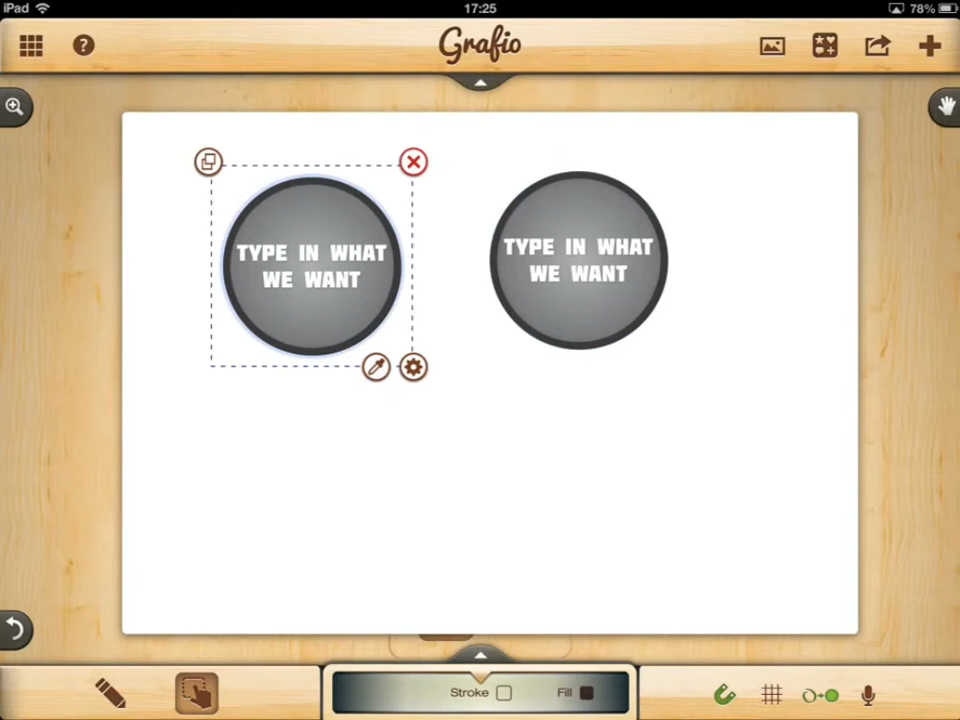 iPad 17:25 78%
Grafio
TYPE IN WHAT
WE WANT
TYPE IN WHAT
WE WANT
Stroke Fill